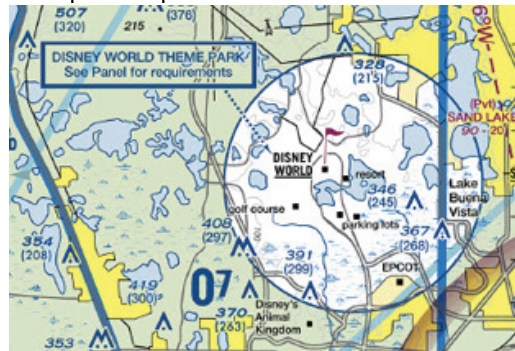 507
(320)
215
(376)
DISNEY WORLD THEME PARK
See Panel for requirements
328
(215)
(Pvt)
SAND LAKE
90 - 20
DISNEY
WORLD
resort
346
(245)
Lake
Buena
Vista
golf course
parking lots
408
(297)
367
(268)
354
(208)
391
(299)
EPCOT
419
(300)
07
Disney's
Animal
Kingdom
370
(263)
353